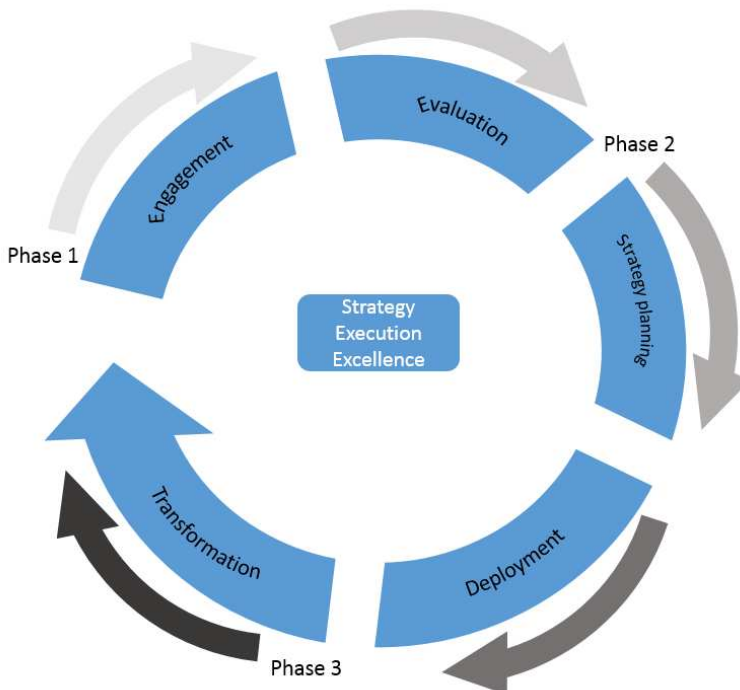 Phase 1
Engagement
Evaluation
Phase 2
Strategy planning
Deployment
Phase 3
Transformation
Strategy
Execution
Excellence